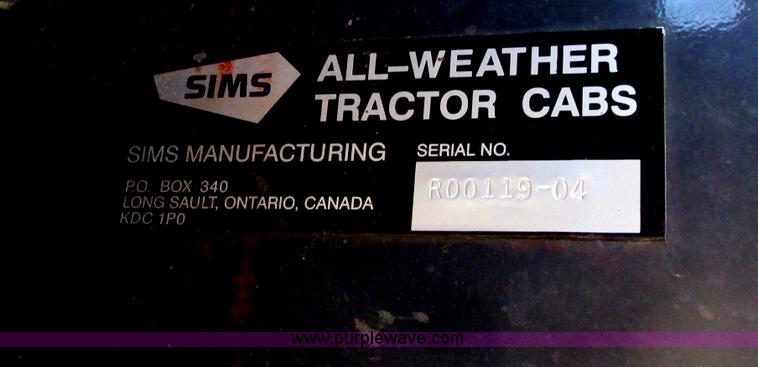 SIMS
ALL-WEATHER
TRACTOR CABS
SIMS MANUFACTURING
SERIAL NO.
P.O. BOX 340
LONG SAULT, ONTARIO, CANADA
KDC 1P0
R00119-04
www.purplewave.com